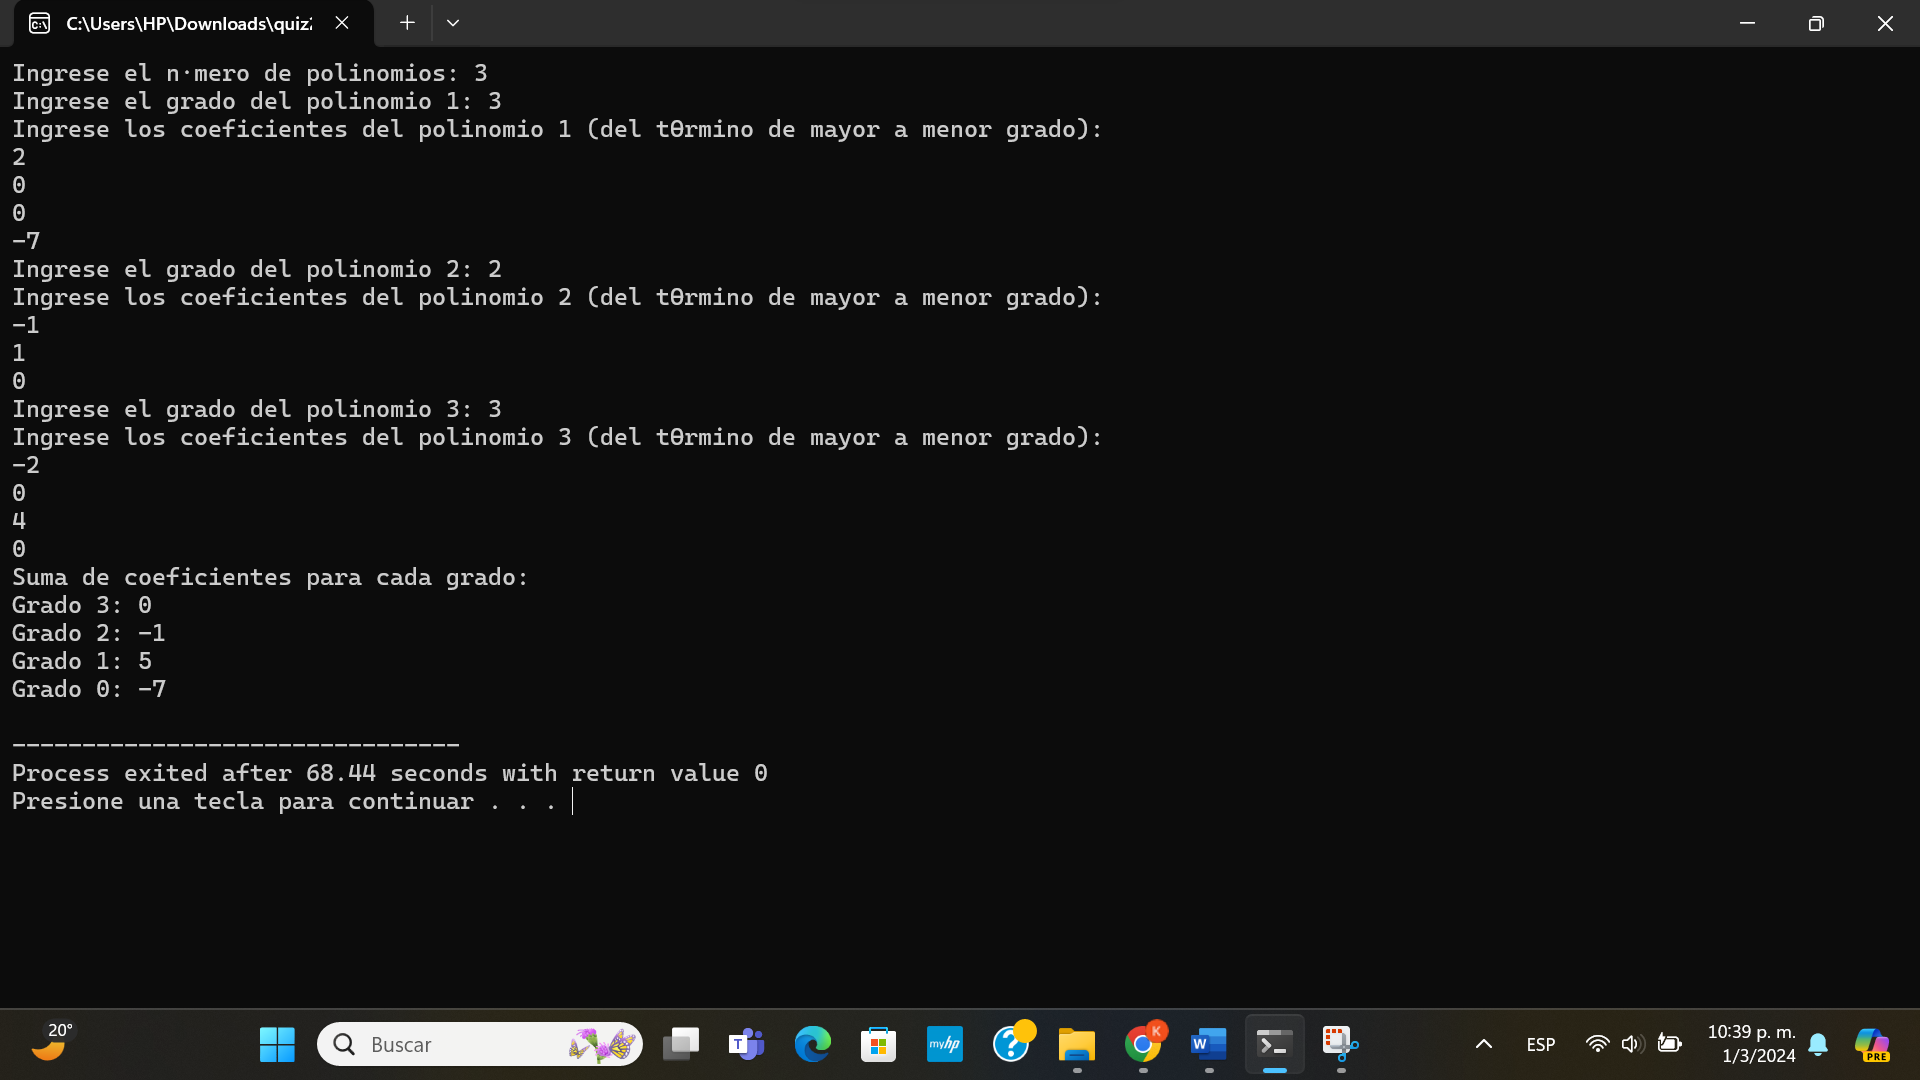 C:\Users\HP\Downloads\quiz
Ingrese el n·mero de polinomios: 3
Ingrese el grado del polinomio 1: 3
Ingrese los coeficientes del polinomio 1 (del tΘrmino de mayor a menor grado):
2
0
0
-7
Ingrese el grado del polinomio 2: 2
Ingrese los coeficientes del polinomio 2 (del tΘrmino de mayor a menor grado):
-1
1
0
Ingrese el grado del polinomio 3: 3
Ingrese los coeficientes del polinomio 3 (del tΘrmino de mayor a menor grado):
-2
0
4
0
Suma de coeficientes para cada grado:
Grado 3: 0
Grado 2: -1
Grado 1: 5
Grado 0: -7
--------------------------------
Process exited after 68.44 seconds with return value 0
Presione una tecla para continuar . . .
20°
Buscar
T
myhp
?
K
W
ESP
10:39 p. m.
1/3/2024
PRE